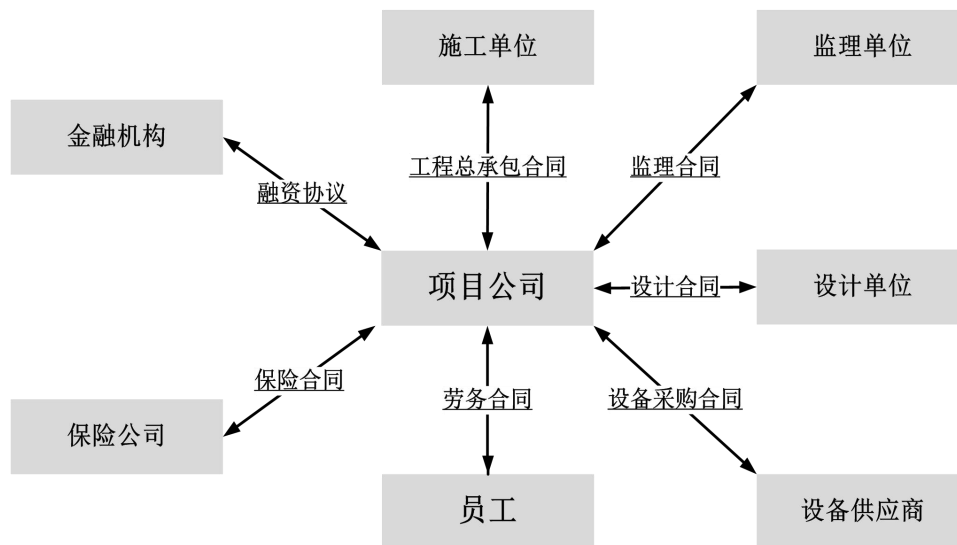 施工单位
监理单位
金融机构
工程总承包合同
监理合同
融资协议
项目公司
设计合同
设计单位
保险合同
劳务合同
设备采购合同
保险公司
员工
设备供应商